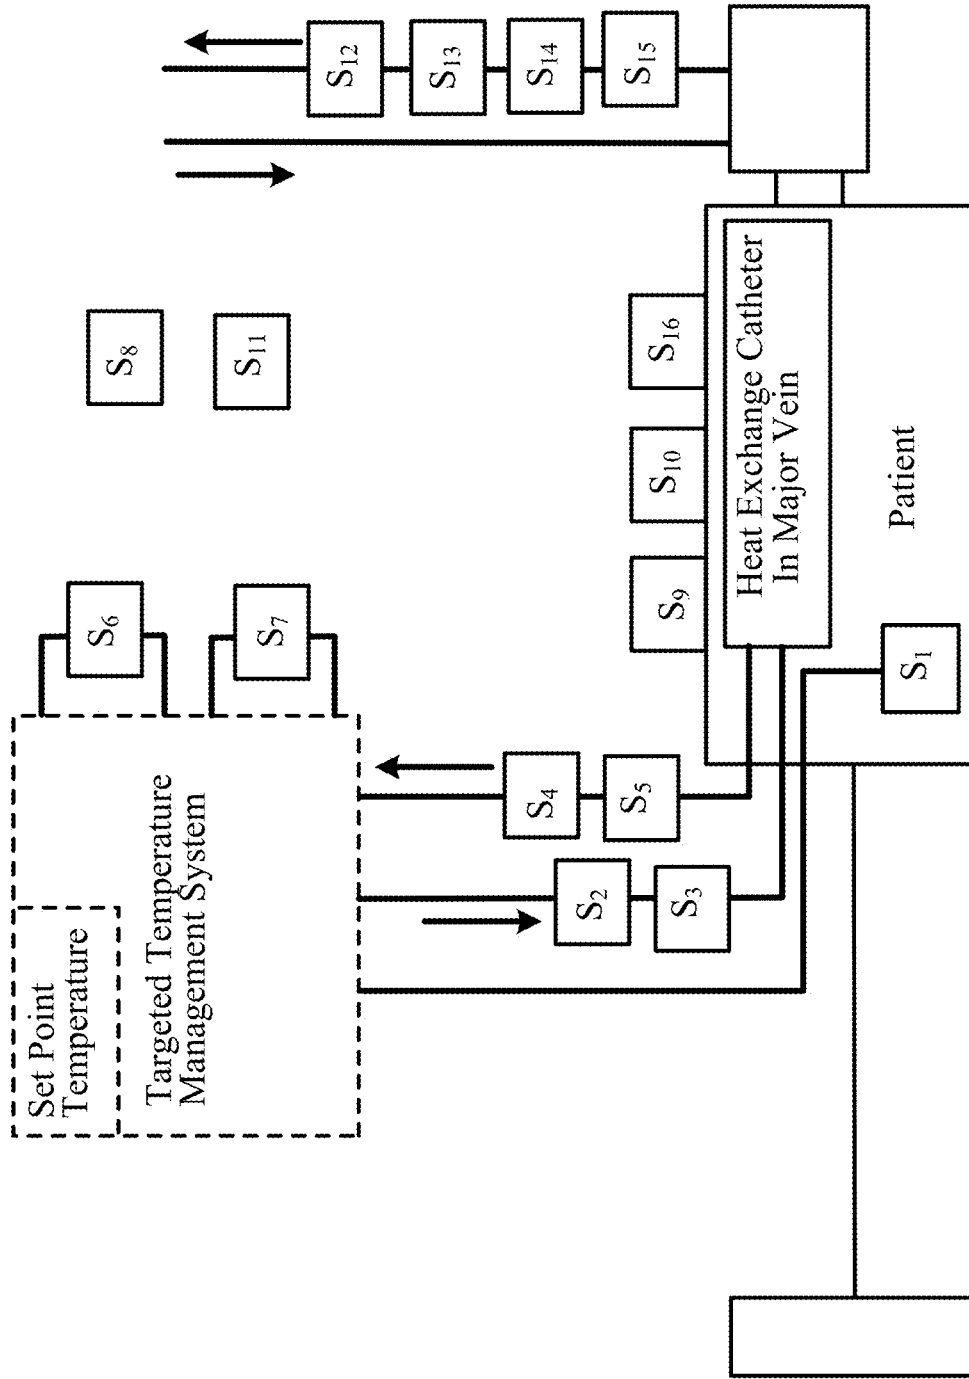 Set Point
Temperature
Targeted Temperature
Management System
S6
S7
S8
S11
S12
S13
S14
S15
S4
S5
S2
S3
S9
S10
S16
Heat Exchange Catheter
In Major Vein
S1
Patient